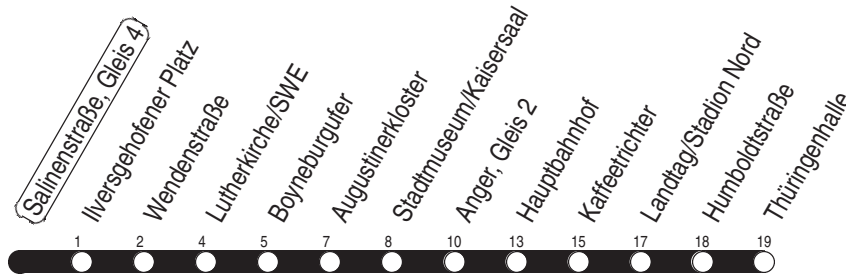 Salinenstraße, Gleis 4
Ilversgehofener Platz
Wendenstraße
Lutherkirche/SWE
Boyneburgufer
Augustinerkloster
Stadtmuseum/Kaisersaal
Anger, Gleis 2
Hauptbahnhof
Kaffeetrichter
Landtag/Stadion Nord
Humboldtstraße
Thüringenhalle
1 2 4 5 7 8 10 13 15 17 18 19